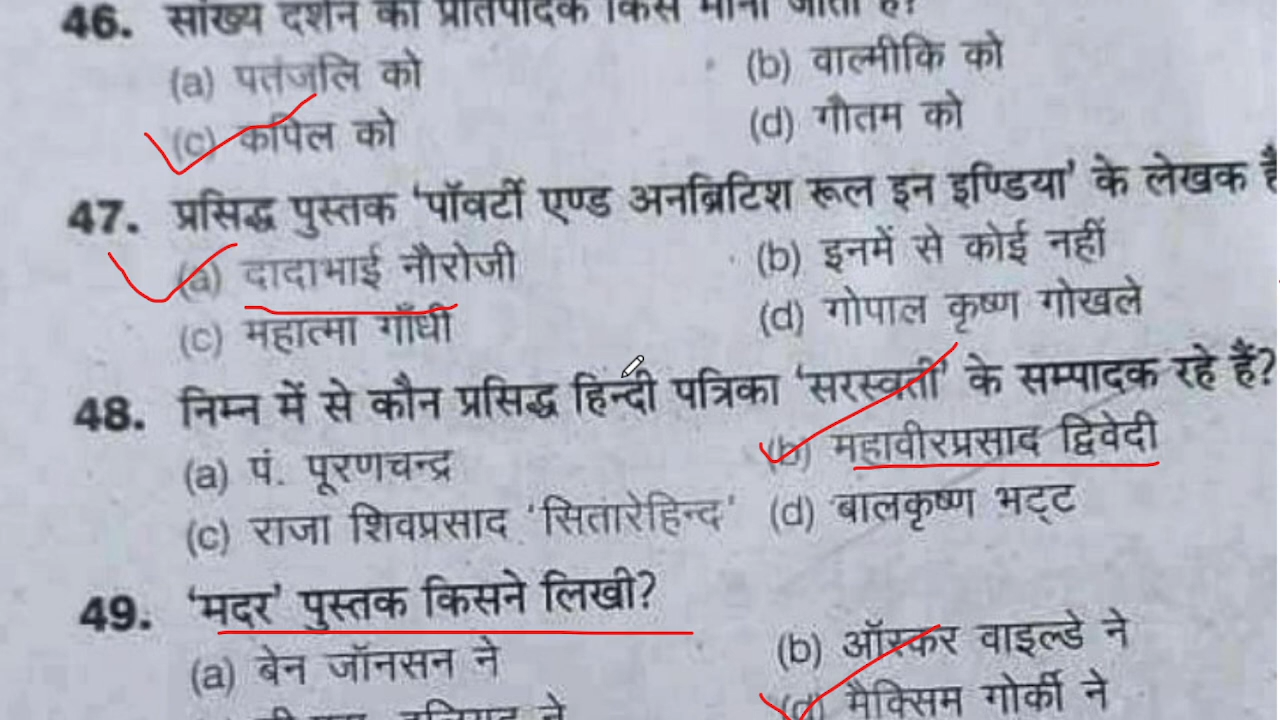 46. सांख्य दर्शन का प्रतिपादक किसे माना जाता है?
(a) पतंजलि को (b) वाल्मीकि को
(c) कपिल को (d) गौतम को
47. प्रसिद्ध पुस्तक 'पॉवर्टी एण्ड अनब्रिटिश रूल इन इण्डिया' के लेखक है
(a) दादाभाई नौरोजी (b) इनमें से कोई नहीं
(c) महात्मा गाँधी (d) गोपाल कृष्ण गोखले
48. निम्न में से कौन प्रसिद्ध हिन्दी पत्रिका 'सरस्वती' के सम्पादक रहे हैं?
(a) पं. पूरणचन्द्र (b) महावीरप्रसाद द्विवेदी
(c) राजा शिवप्रसाद 'सितारेहिन्द' (d) बालकृष्ण भट्ट
49. 'मदर' पुस्तक किसने लिखी?
(a) बेन जॉनसन ने (b) ऑस्कर वाइल्डे ने
(d) मैक्सिम गोर्की ने